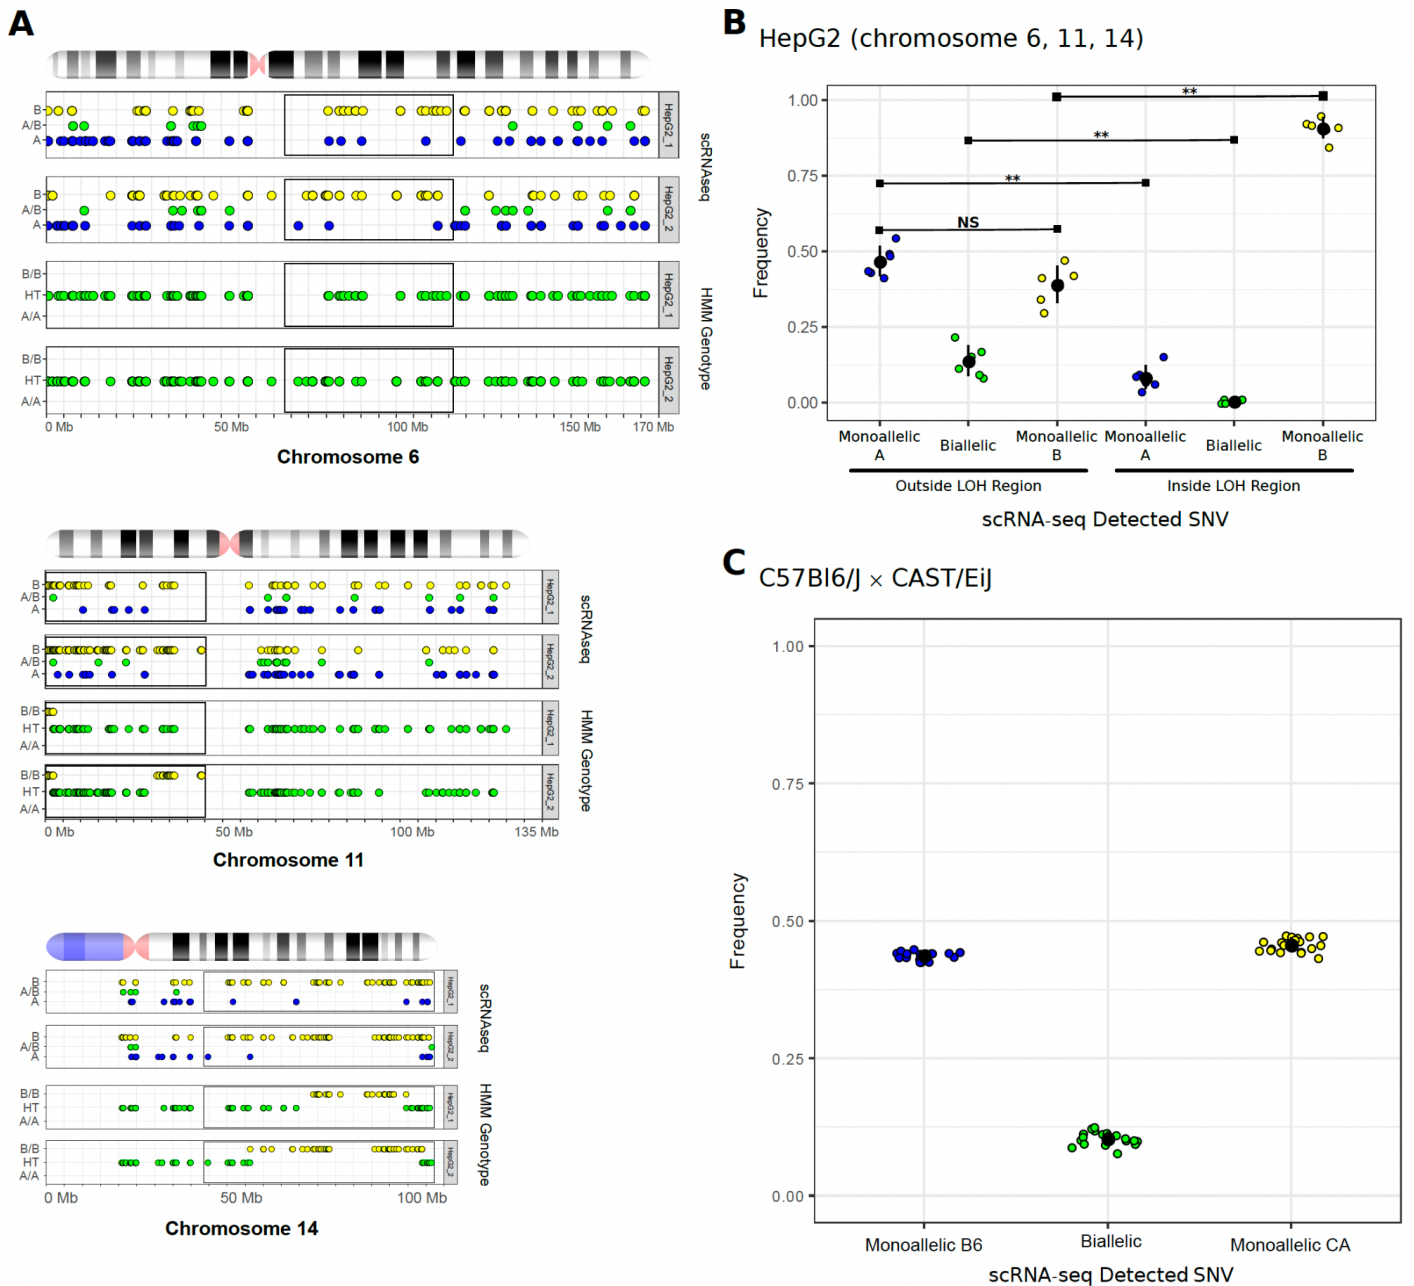 A
B
A/B
A
HepG2_1
B
A/B
A
HepG2_2
scRNAseq
B/B
HT
A/A
HepG2_1
B/B
HT
A/A
HepG2_2
HMM Genotype
0 Mb
50 Mb
100 Mb
150 Mb
170 Mb
Chromosome 6
B
A/B
A
HepG2_1
B
A/B
A
HepG2_2
scRNAseq
B/B
HT
A/A
HepG2_1
B/B
HT
A/A
HepG2_2
HMM Genotype
0 Mb
50 Mb
100 Mb
135 Mb
Chromosome 11
B
A/B
A
HepG2_1
B
A/B
A
HepG2_2
scRNAseq
B/B
HT
A/A
HepG2_1
B/B
HT
A/A
HepG2_2
HMM Genotype
0 Mb
50 Mb
100 Mb
Chromosome 14
B
HepG2 (chromosome 6, 11, 14)
1.00
0.75
0.50
0.25
0.00
Frequency
**
**
**
NS
Monoallelic
A
Biallelic
Monoallelic
B
Monoallelic
A
Biallelic
Monoallelic
B
Outside LOH Region
Inside LOH Region
scRNA-seq Detected SNV
C
C57Bl6/J × CAST/EiJ
1.00
0.75
0.50
0.25
0.00
Frequency
Monoallelic B6
Biallelic
Monoallelic CA
scRNA-seq Detected SNV